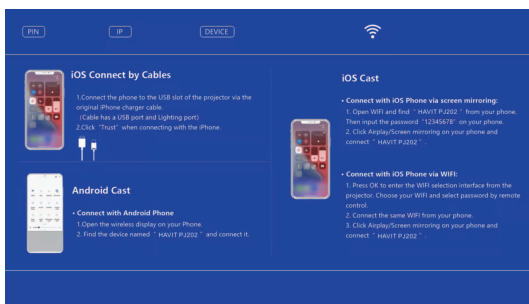 PIN
IP
DEVICE
iOS Connect by Cables
1.Connect the phone to the USB slot of the projector via the
original iPhone charger cable.
(Cable has a USB port and Lighting port)
2.Click "Trust" when connecting with the iPhone.
Android Cast
• Connect with Android Phone
1.Open the wireless display on your Phone.
2. Find the device named " HAVIT PJ202 " and connect it.
iOS Cast
• Connect with iOS Phone via screen mirroring:
1. Open WIFI and find " HAVIT PJ202 " from your phone.
Then input the password "12345678" on your phone.
2. Click Airplay/Screen mirroring on your phone and
connect " HAVIT PJ202 " .
• Connect with iOS Phone via WIFI:
1. Press OK to enter the WIFI selection interface from the
projector. Choose your WIFI and select password by remote
control.
2. Connect the same WIFI from your phone.
3. Click Airplay/Screen mirroring on your phone and
connect " HAVIT PJ202 " .